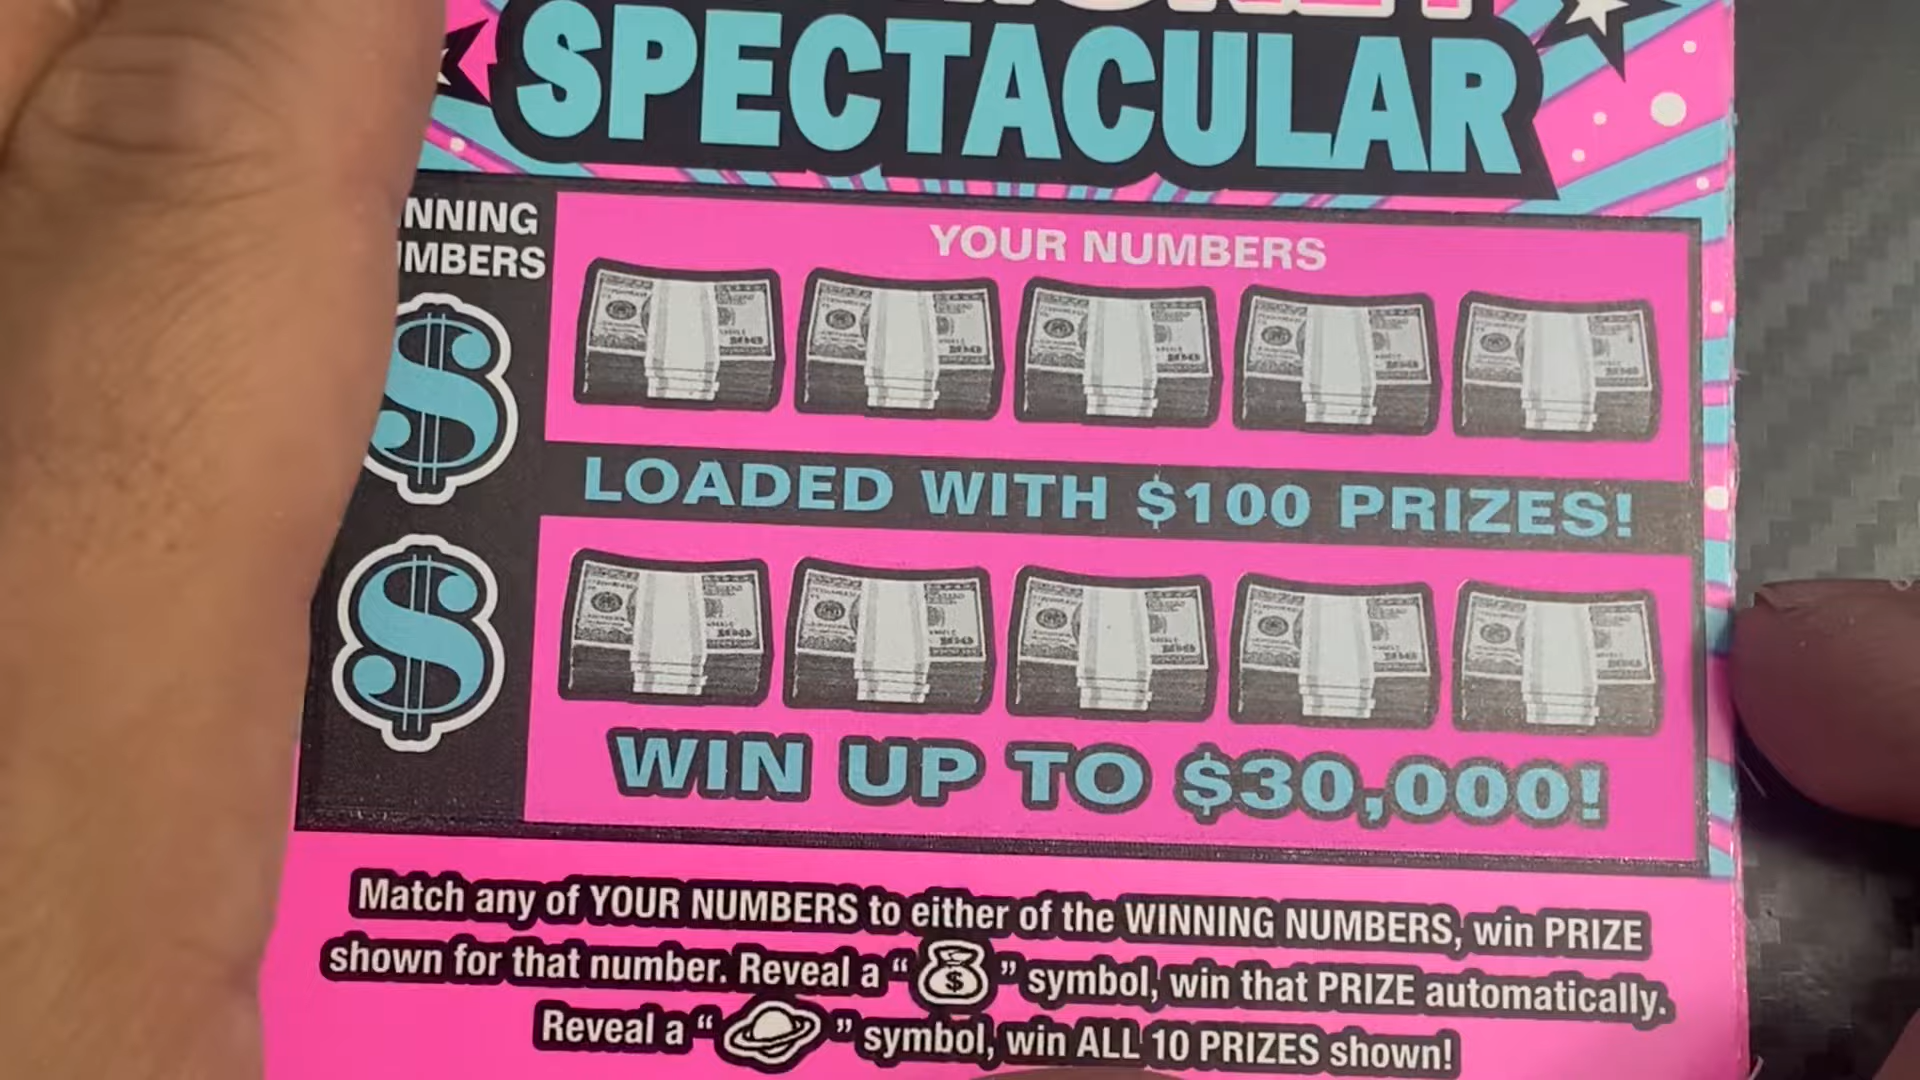 SPECTACULAR
NNING
MBERS
YOUR NUMBERS
LOADED WITH $100 PRIZES!
WIN UP TO $30,000!
Match any of YOUR NUMBERS to either of the WINNING NUMBERS, win PRIZE
shown for that number. Reveal a “ $ ” symbol, win that PRIZE automatically.
Reveal a “ ” symbol, win ALL 10 PRIZES shown!